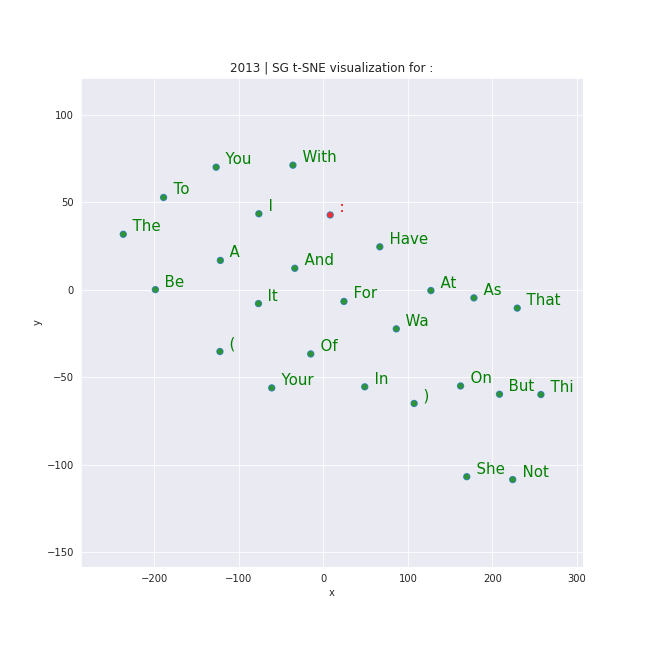 2013 | SG t-SNE visualization for :
100
50
0
−50
−100
−150
y
You
With
To
I
:
The
A
And
Have
Be
It
For
At
As
That
Wa
(
Of
Your
In
)
On
But
Thi
She
Not
−200
−100
0
100
200
300
x